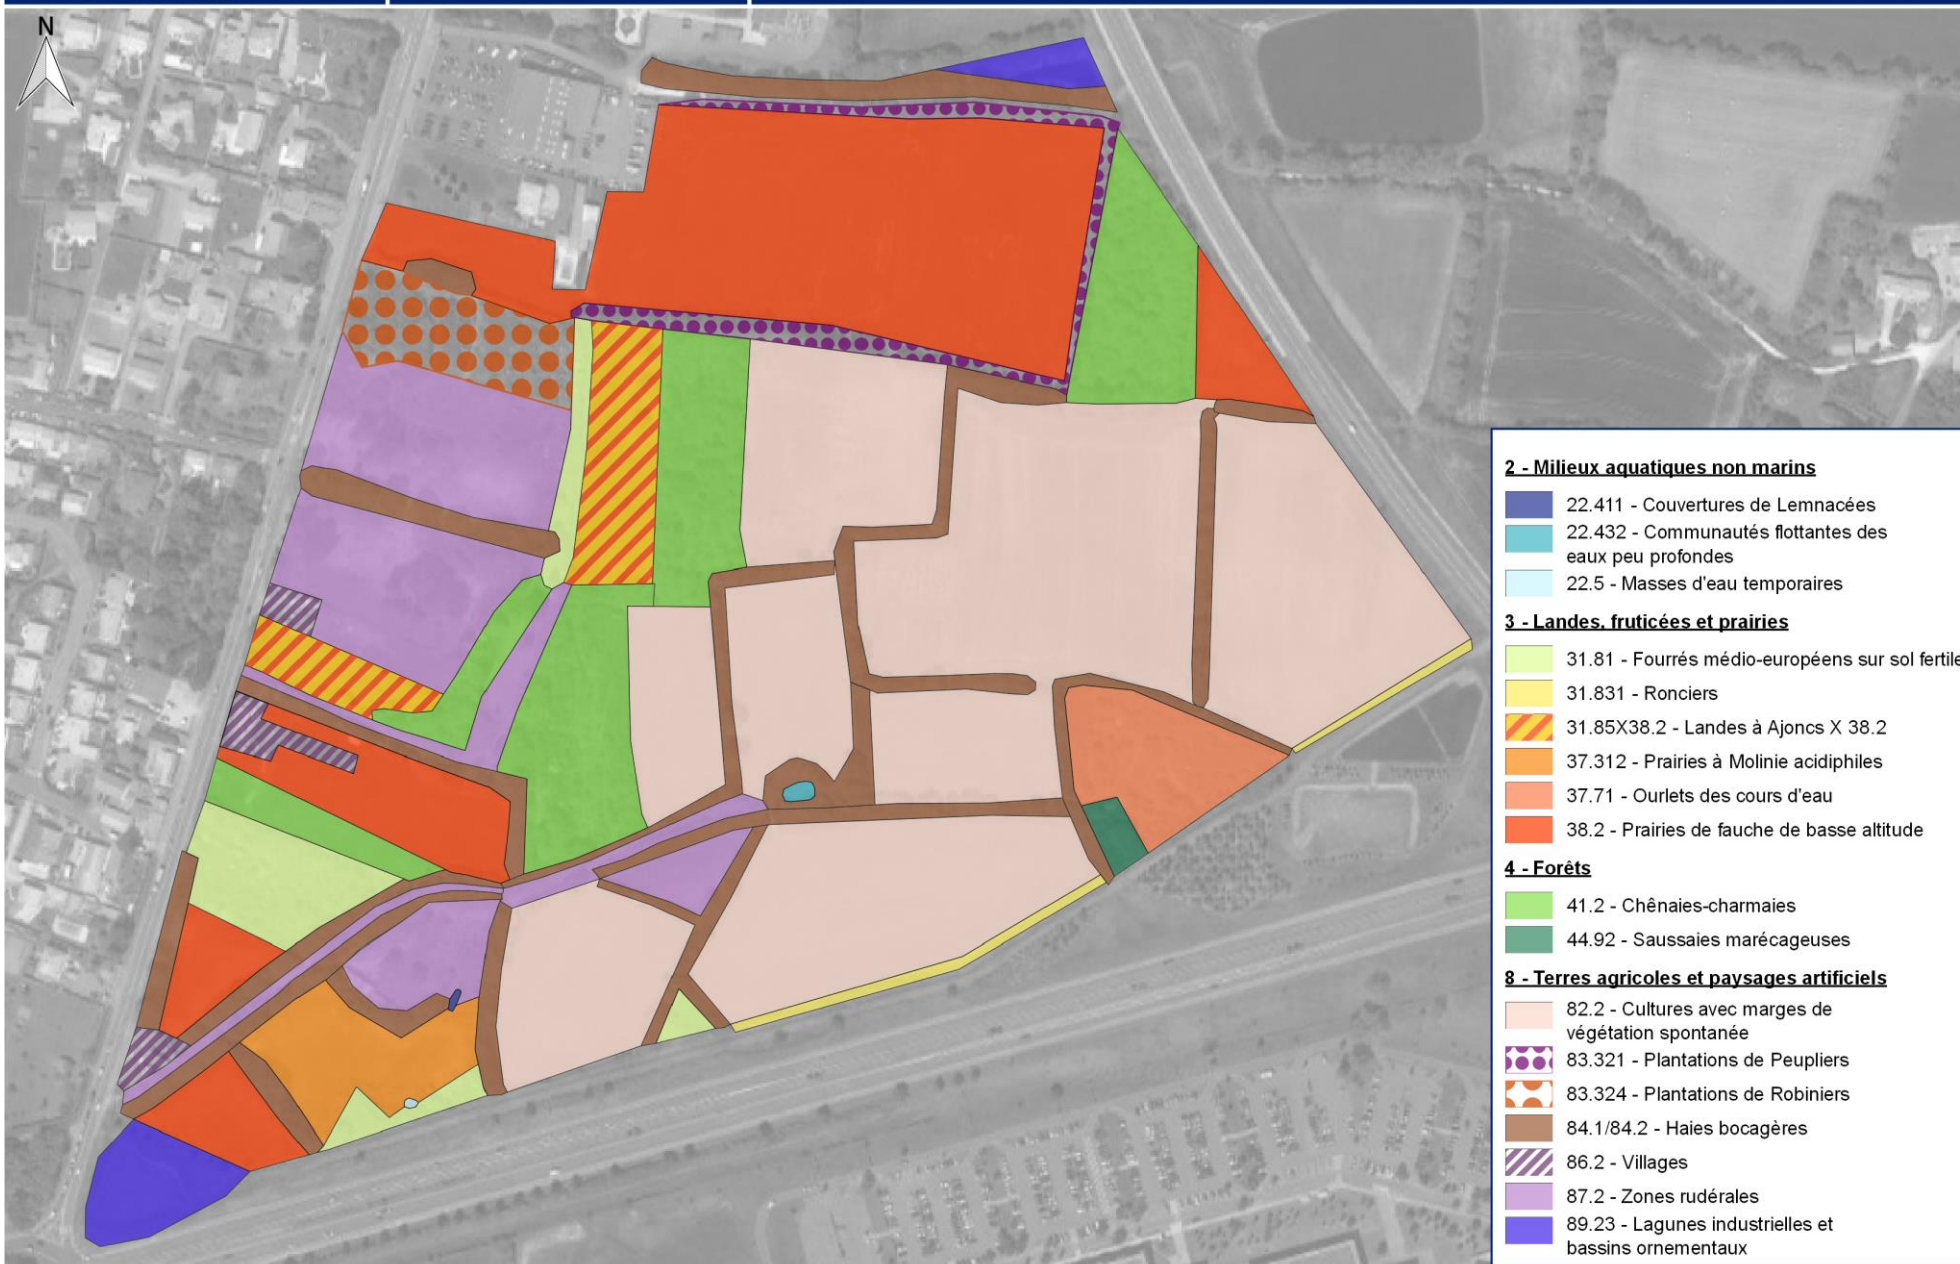 N
2 - Milieux aquatiques non marins
22.411 - Couvertures de Lemnacées
22.432 - Communautés flottantes des
eaux peu profondes
22.5 - Masses d'eau temporaires
3 - Landes, fruticées et prairies
31.81 - Fourrés médio-européens sur sol fertile
31.831 - Ronciers
31.85X38.2 - Landes à Ajoncs X 38.2
37.312 - Prairies à Molinie acidiphiles
37.71 - Ourlets des cours d'eau
38.2 - Prairies de fauche de basse altitude
4 - Forêts
41.2 - Chênaies-charmaies
44.92 - Saussaies marécageuses
8 - Terres agricoles et paysages artificiels
82.2 - Cultures avec marges de
végétation spontanée
83.321 - Plantations de Peupliers
83.324 - Plantations de Robiniers
84.1/84.2 - Haies bocagères
86.2 - Villages
87.2 - Zones rudérales
89.23 - Lagunes industrielles et
bassins ornementaux